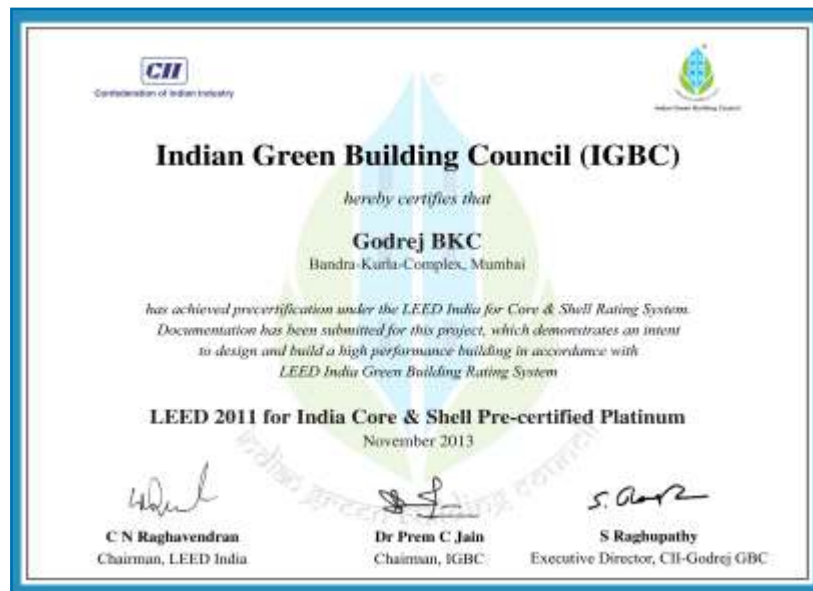 CII
Confederation of Indian Industry
Indian Green Building Council
Indian Green Building Council (IGBC)
hereby certifies that
Godrej BKC
Bandra-Kurla-Complex, Mumbai
has achieved precertification under the LEED India for Core & Shell Rating System.
Documentation has been submitted for this project, which demonstrates an intent
to design and build a high performance building in accordance with
LEED India Green Building Rating System
LEED 2011 for India Core & Shell Pre-certified Platinum
November 2013
indian green building council
C N Raghavendran
Dr Prem C Jain
S Raghupathy
Chairman, LEED India
Chairman, IGBC
Executive Director, CII-Godrej GBC